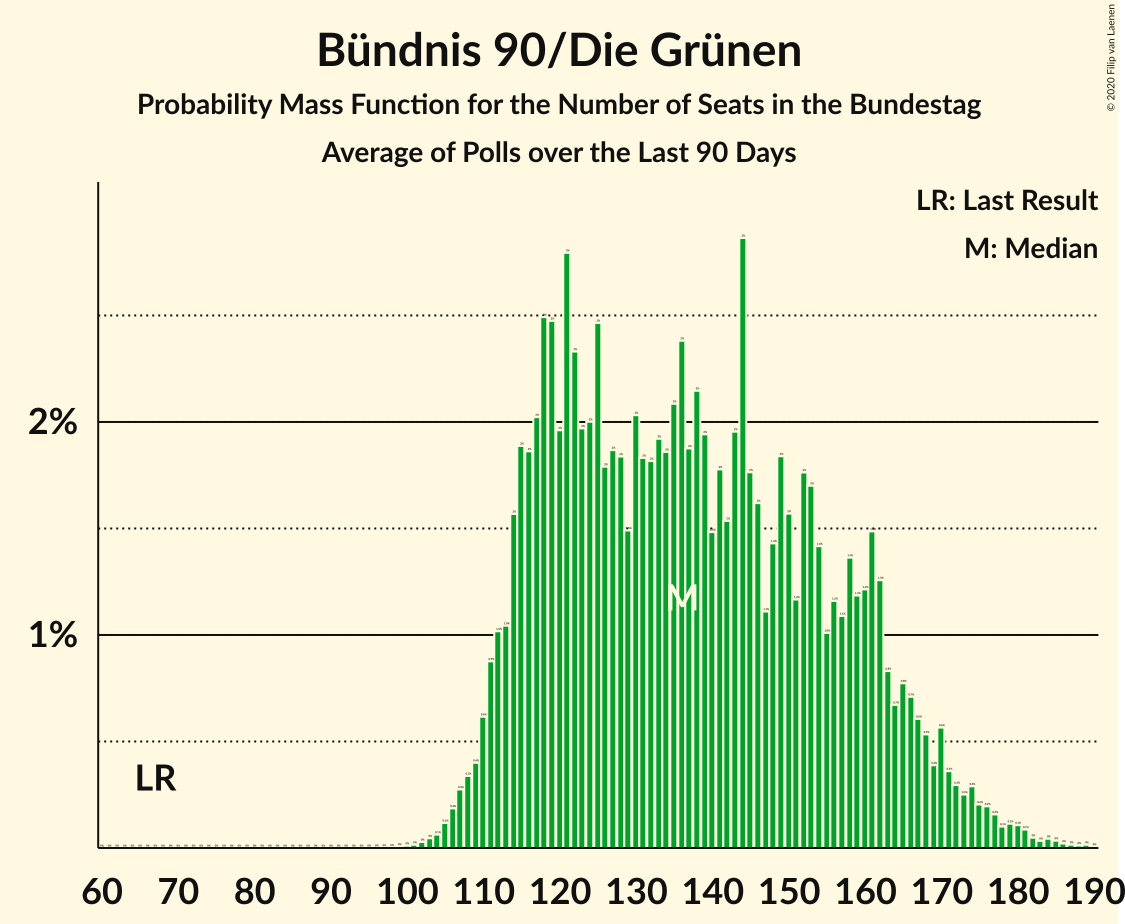 Bündnis 90/Die Grünen
Probability Mass Function for the Number of Seats in the Bundestag
Average of Polls over the Last 90 Days
© 2020 Filip van Laenen
LR: Last Result
M: Median
2%
1%
M
LR
60 70 80 90 100 110 120 130 140 150 160 170 180 190